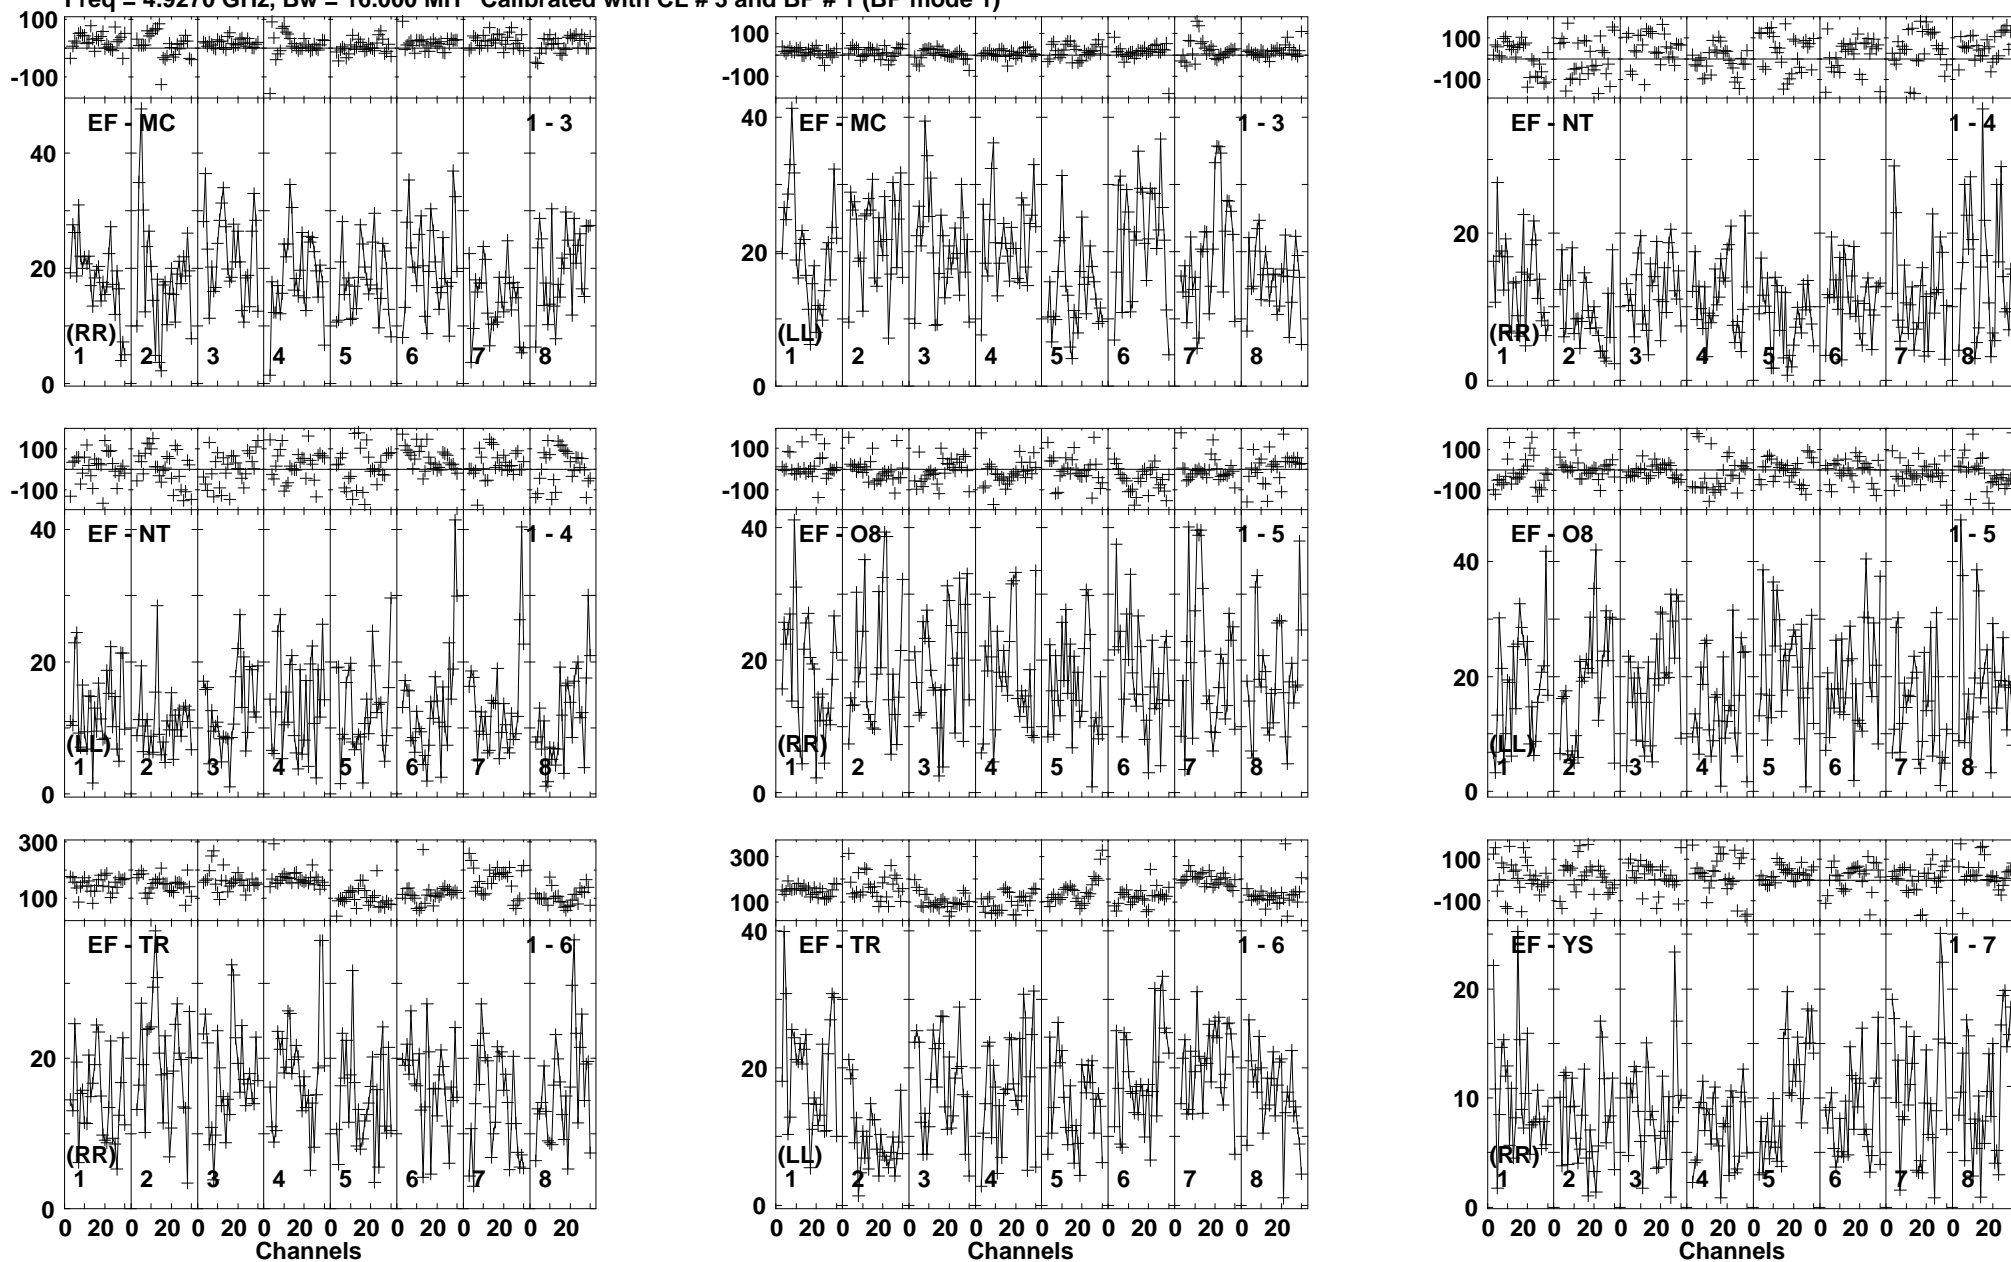 Freq = 4.9270 GHz, Bw = 16.000 MH Calibrated with CL # 3 and BP # 1 (BP mode 1)
100 100 100
-100 -100 -100
EF - MC 1 - 3 EF - MC 1 - 3 EF - NT 1 - 4
40 40
20 20 20
(RR) (LL) (RR)
1 2 3 4 5 6 7 8 1 2 3 4 5 6 7 8 1 2 3 4 5 6 7 8
0 0 0
100 100 100
-100 -100 -100
EF - NT 1 - 4 EF - O8 1 - 5 EF - O8 1 - 5
40 40 40
20 20 20
(LL) (RR) (LL)
1 2 3 4 5 6 7 8 1 2 3 4 5 6 7 8 1 2 3 4 5 6 7 8
0 0 0
300 300 100
100 100 -100
EF - TR 1 - 6 EF - TR 1 - 6 EF - YS 1 - 7
40
20 20 20
10
(RR) (LL) (RR)
1 2 3 4 5 6 7 8 1 2 3 4 5 6 7 8 1 2 3 4 5 6 7 8
0 0 0
0 20 0 20 0 20 0 20 0 20 0 20 0 20 0 20 0 20 0 20 0 20 0 20 0 20 0 20 0 20 0 20 0 20 0 20 0 20 0 20 0 20 0 20 0 20 0 20
Channels Channels Channels